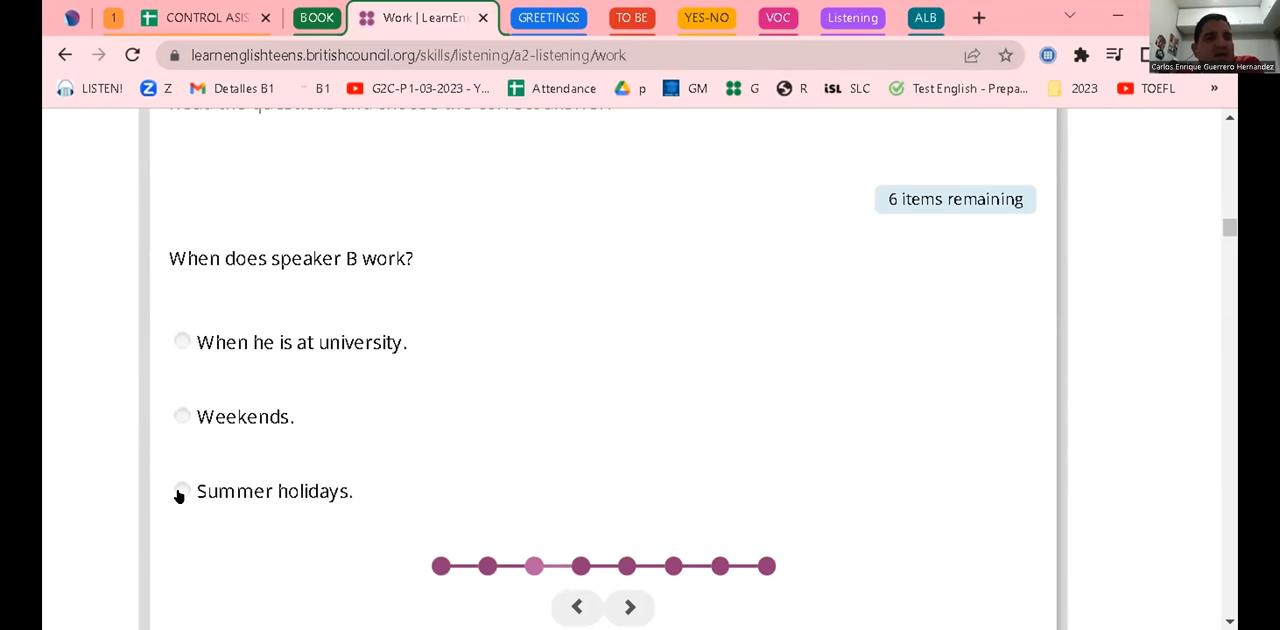 1 CONTROL ASIS BOOK Work | LearnEn GREETINGS TO BE YES-NO VOC Listening ALB
learnenglishteens.britishcouncil.org/skills/listening/a2-listening/work
Carlos Enrique Guerrero Hernandez
LISTEN! Z Detalles B1 B1 G2C-P1-03-2023 - Y... Attendance p GM G R iSL SLC Test English - Prepa... 2023 TOEFL »
6 items remaining
When does speaker B work?
When he is at university.
Weekends.
Summer holidays.